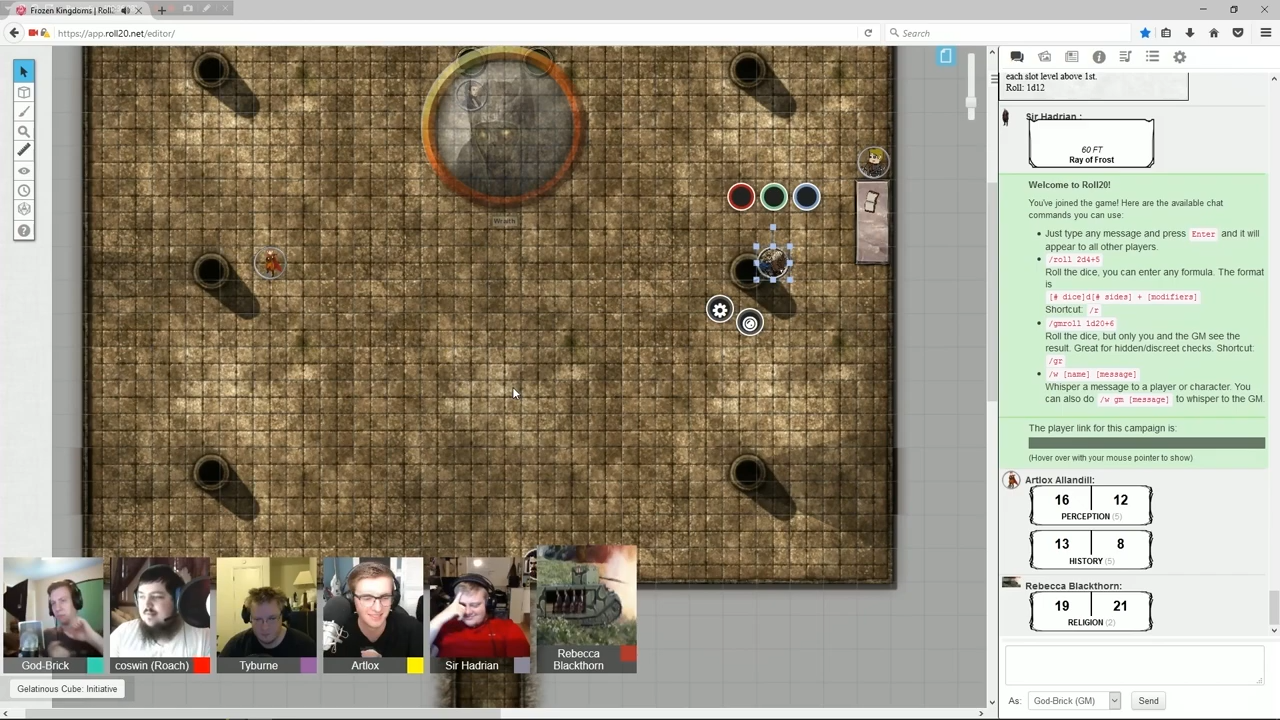 Frozen Kingdoms | Roll2
https://app.roll20.net/editor/
Search
each slot level above 1st.
Roll: 1d12
Sir Hadrian :
60 FT
Ray of Frost
Welcome to Roll20!
You've joined the game! Here are the available chat
commands you can use:
Just type any message and press Enter and it will
appear to all other players.
/roll 2d4+5
Roll the dice, you can enter any formula. The format
is
[# dice]d[# sides] + [modifiers]
Shortcut: /r
/gmroll 1d20+6
Roll the dice, but only you and the GM see the
result. Great for hidden/discreet checks. Shortcut:
/gr
/w [name] [message]
Whisper a message to a player or character. You
can also do /w gm [message] to whisper to the GM.
The player link for this campaign is:
(Hover over with your mouse pointer to show)
Artlox Allandill:
16 12
PERCEPTION (5)
13 8
HISTORY (5)
Rebecca Blackthorn:
19 21
RELIGION (2)
Wealth
God-Brick
coswin (Roach)
Tyburne
Artlox
Sir Hadrian
Rebecca
Blackthorn
Gelatinous Cube: Initiative
As: God-Brick (GM) Send